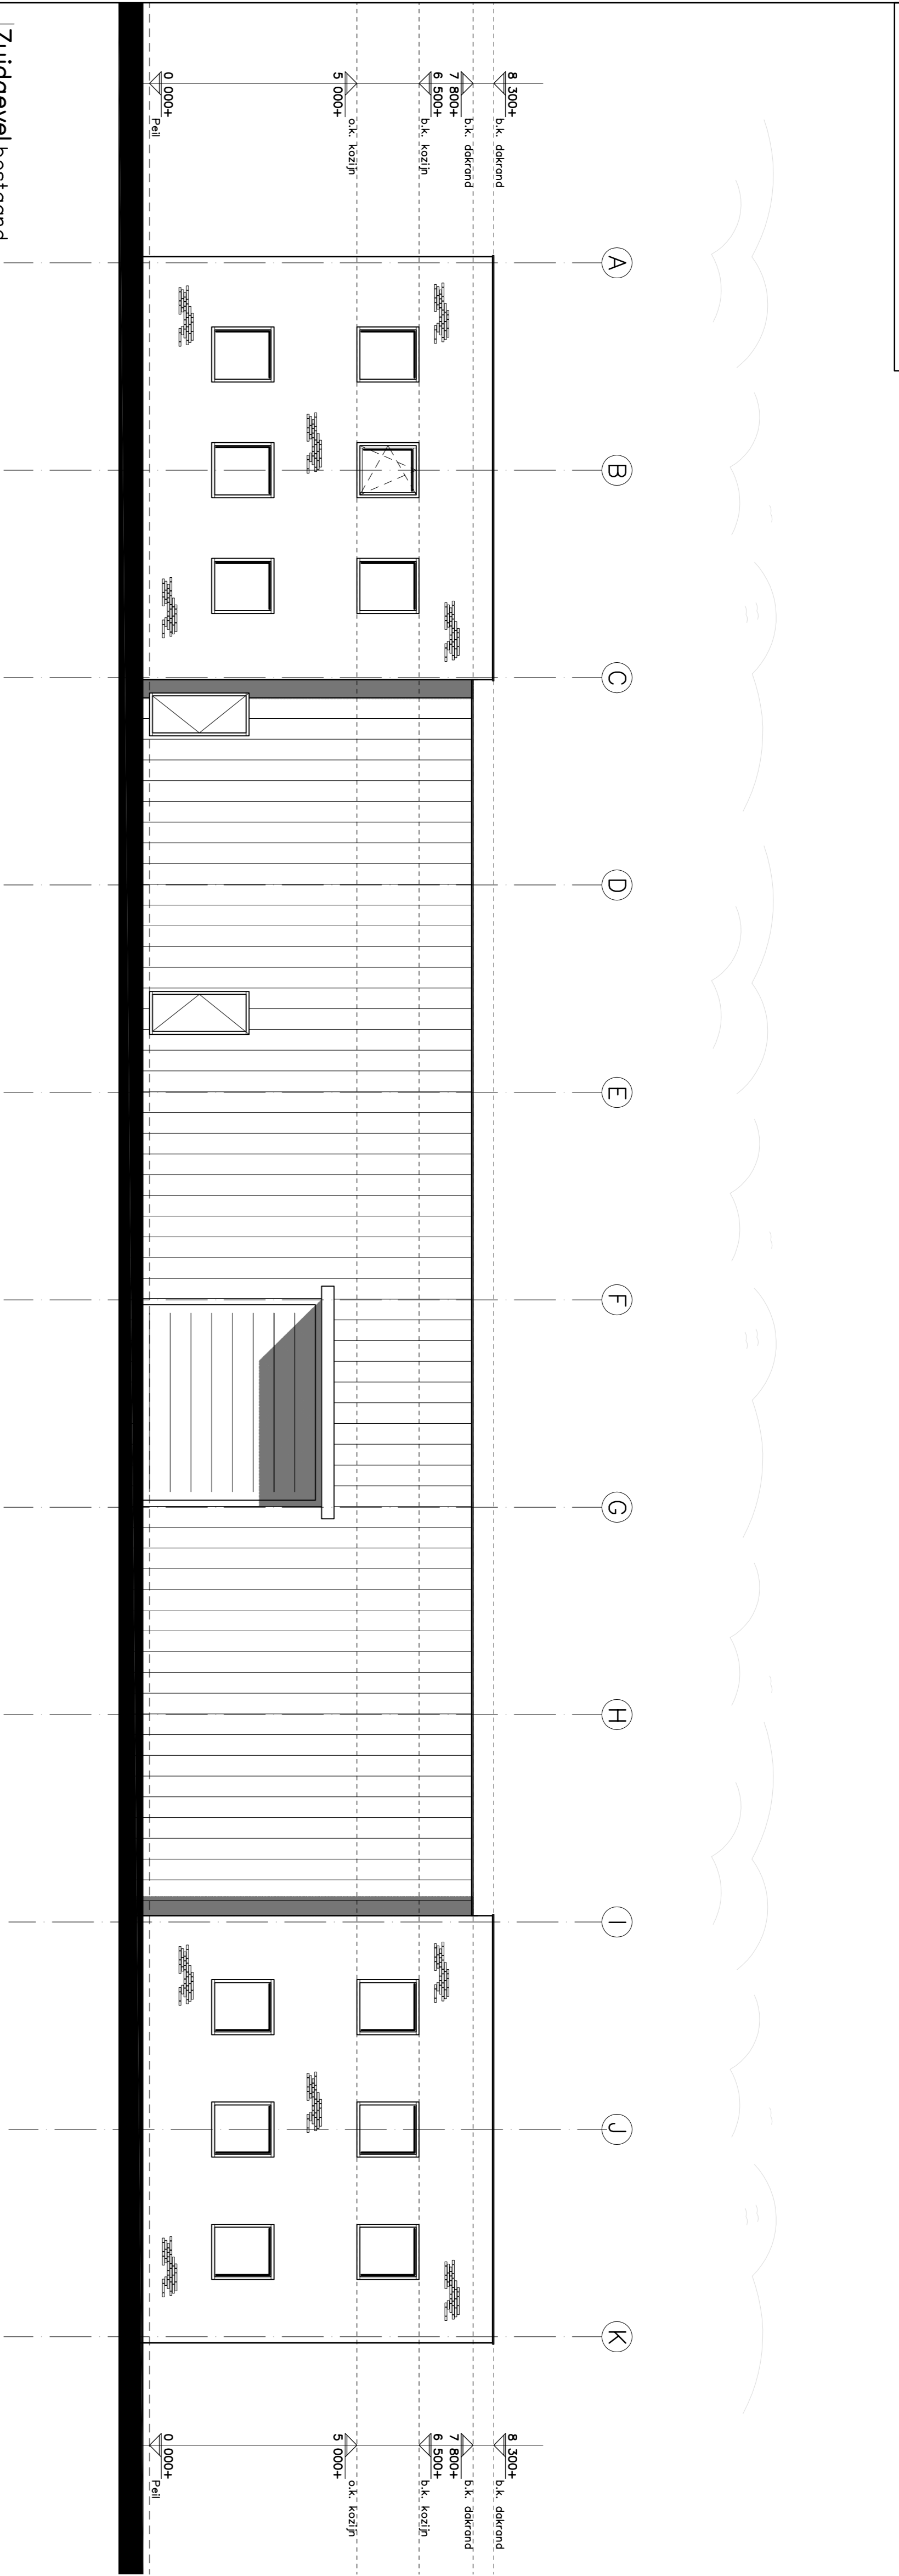 A B C D E F G H I J K
8 300+ b.k. dakrand
7 800+ b.k. dakrand
6 500+ b.k. kozijn
5 000+ o.k. kozijn
0 000+ Peil
8 300+ b.k. dakrand
7 800+ b.k. dakrand
6 500+ b.k. kozijn
5 000+ o.k. kozijn
0 000+ Peil
Zuidgevel bestaand